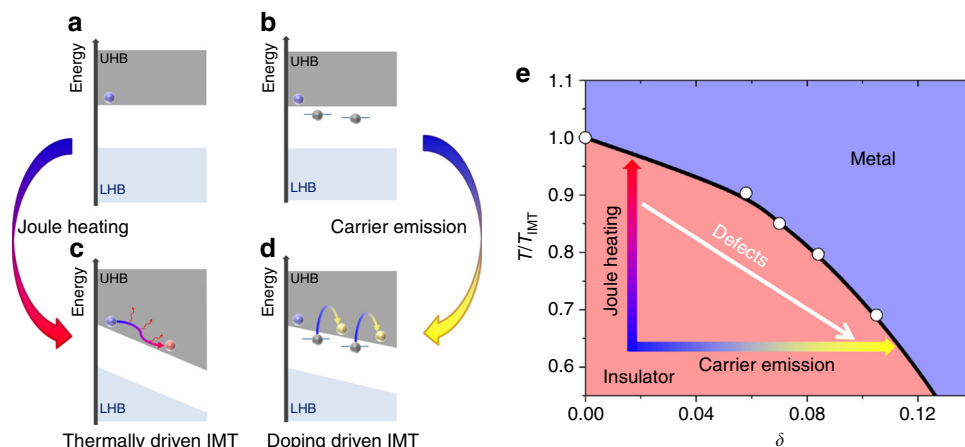 a
Energy
UHB
LHB
b
Energy
UHB
LHB
Joule heating
Carrier emission
c
Energy
UHB
LHB
Thermally driven IMT
d
Energy
UHB
LHB
Doping driven IMT
e
1.1
1.0
0.9
0.8
0.7
0.6
T/T_IMT
Metal
Joule heating
Defects
Carrier emission
Insulator
0.00
0.04
0.08
0.12
δ